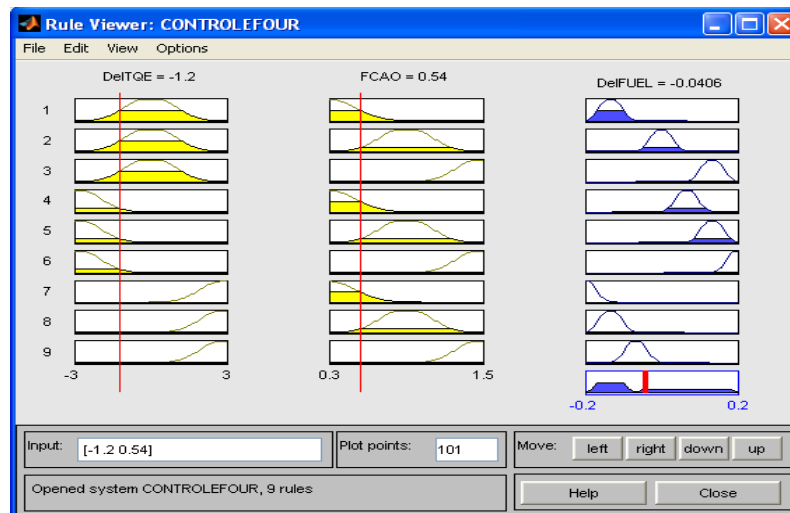 Rule Viewer: CONTROLEFOUR
File Edit View Options
DelTQE = -1.2 FCAO = 0.54 DelFUEL = -0.0406
1
2
3
4
5
6
7
8
9
-3 3 0.3 1.5
-0.2 0.2
Input: [-1.2 0.54] Plot points: 101 Move: left right down up
Opened system CONTROLEFOUR, 9 rules Help Close